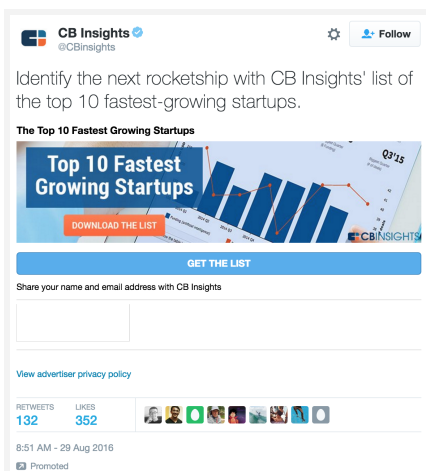 CB Insights
@CBinsights
Follow
Identify the next rocketship with CB Insights' list of
the top 10 fastest-growing startups.
The Top 10 Fastest Growing Startups
Top 10 Fastest
Growing Startups
DOWNLOAD THE LIST
Q3'15
CBINSIGHTS
GET THE LIST
Share your name and email address with CB Insights
View advertiser privacy policy
RETWEETS
132
LIKES
352
8:51 AM - 29 Aug 2016
Promoted